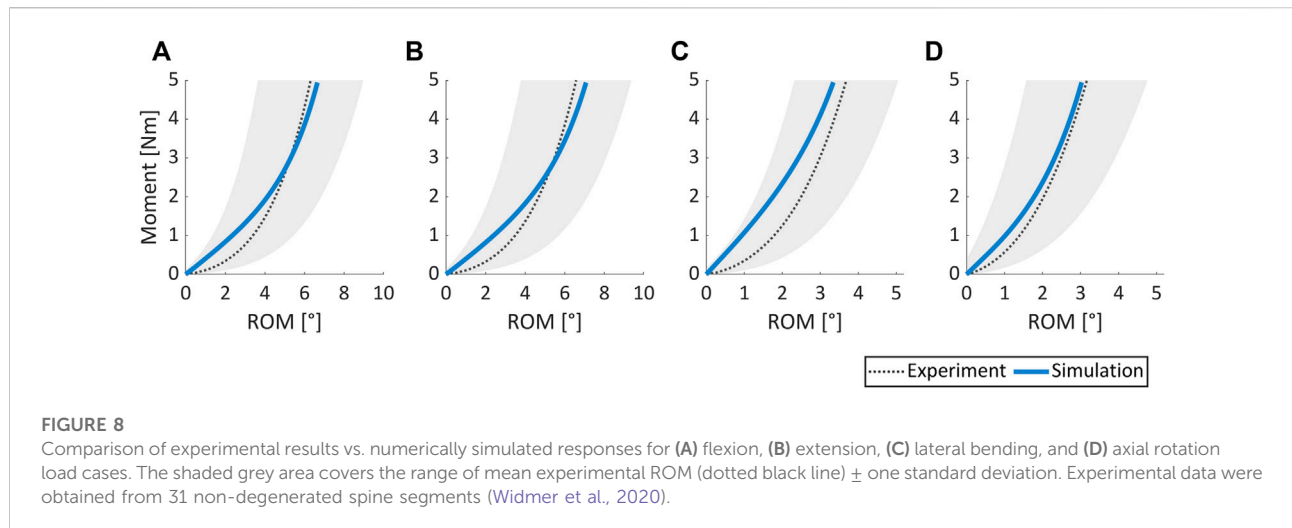 A
B
C
D
Moment [Nm]
5
4
3
2
1
0
0 2 4 6 8 10
ROM [°]
5
4
3
2
1
0
0 2 4 6 8 10
ROM [°]
5
4
3
2
1
0
0 1 2 3 4 5
ROM [°]
5
4
3
2
1
0
0 1 2 3 4 5
ROM [°]
Experiment Simulation
FIGURE 8
Comparison of experimental results vs. numerically simulated responses for (A) flexion, (B) extension, (C) lateral bending, and (D) axial rotation
load cases. The shaded grey area covers the range of mean experimental ROM (dotted black line) ± one standard deviation. Experimental data were
obtained from 31 non-degenerated spine segments (Widmer et al., 2020).